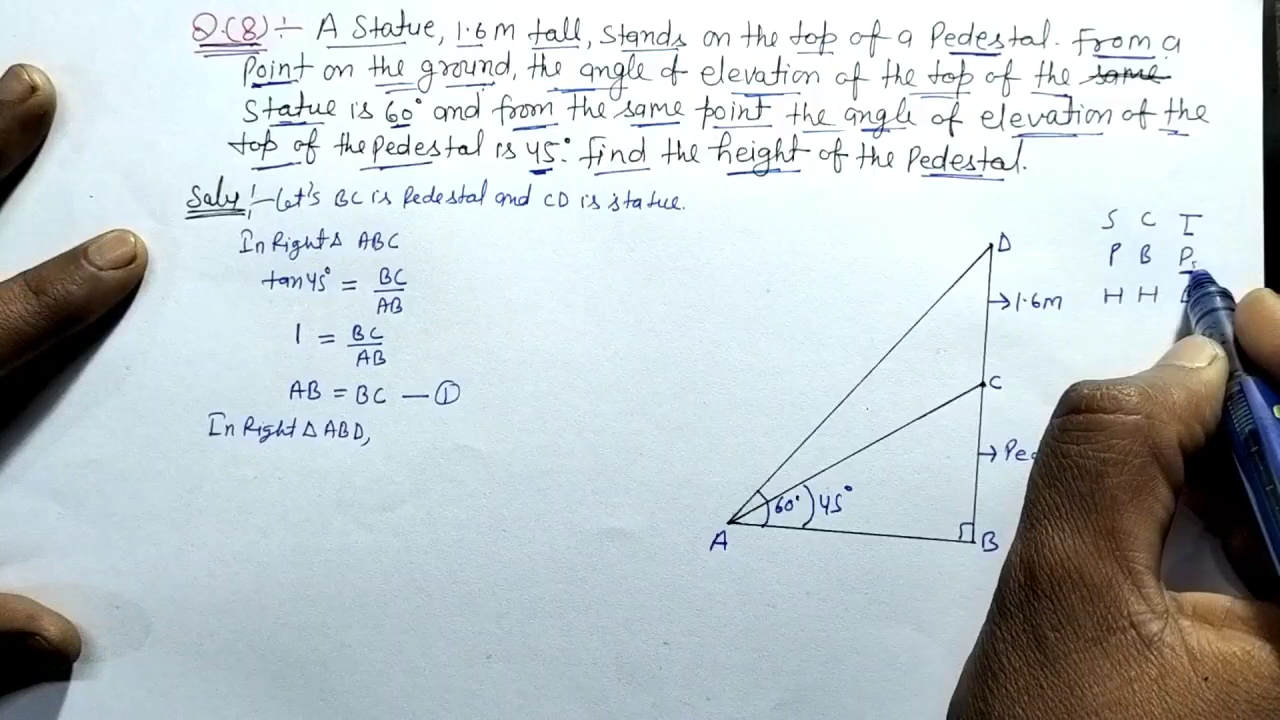 Q.(8) :- A Statue, 1.6m tall, Stands on the top of a Pedestal. From a
Point on the ground, the angle of elevation of the top of the same
Statue is 60° and from the same point the angle of elevation of the
top of the Pedestal is 45°. find the height of the Pedestal.
Solu :- Let's BC is Pedestal and CD is statue.
In Right Δ ABC
tan45° = BC/AB
1 = BC/AB
AB = BC — ①
In Right Δ ABD,
S C T
P B P
H H
D
→1.6m
C
60° 45°
A
B